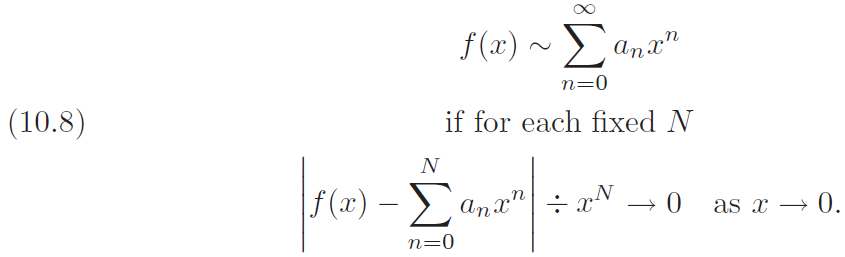 f(x) ∼ ∑_{n=0}^{∞} a_n x^n
(10.8) if for each fixed N
|f(x) − ∑_{n=0}^{N} a_n x^n| ÷ x^N → 0 as x → 0.